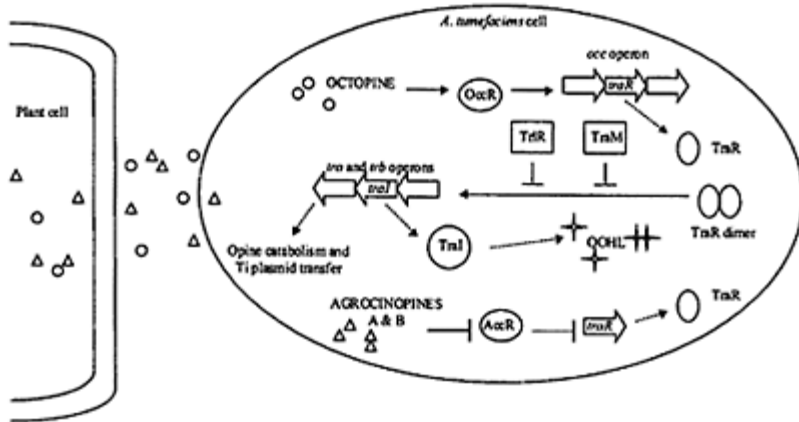 A. tumefaciens cell
occ operon
OCTOPINE
OccR
traR
Plant cell
TrlR
TraM
TraR
tra and trb operons
traI
TraR dimer
Opine catabolism and
Ti plasmid transfer
TraI
OOHL
AGROCINOPINES
A & B
AccR
traR
TraR